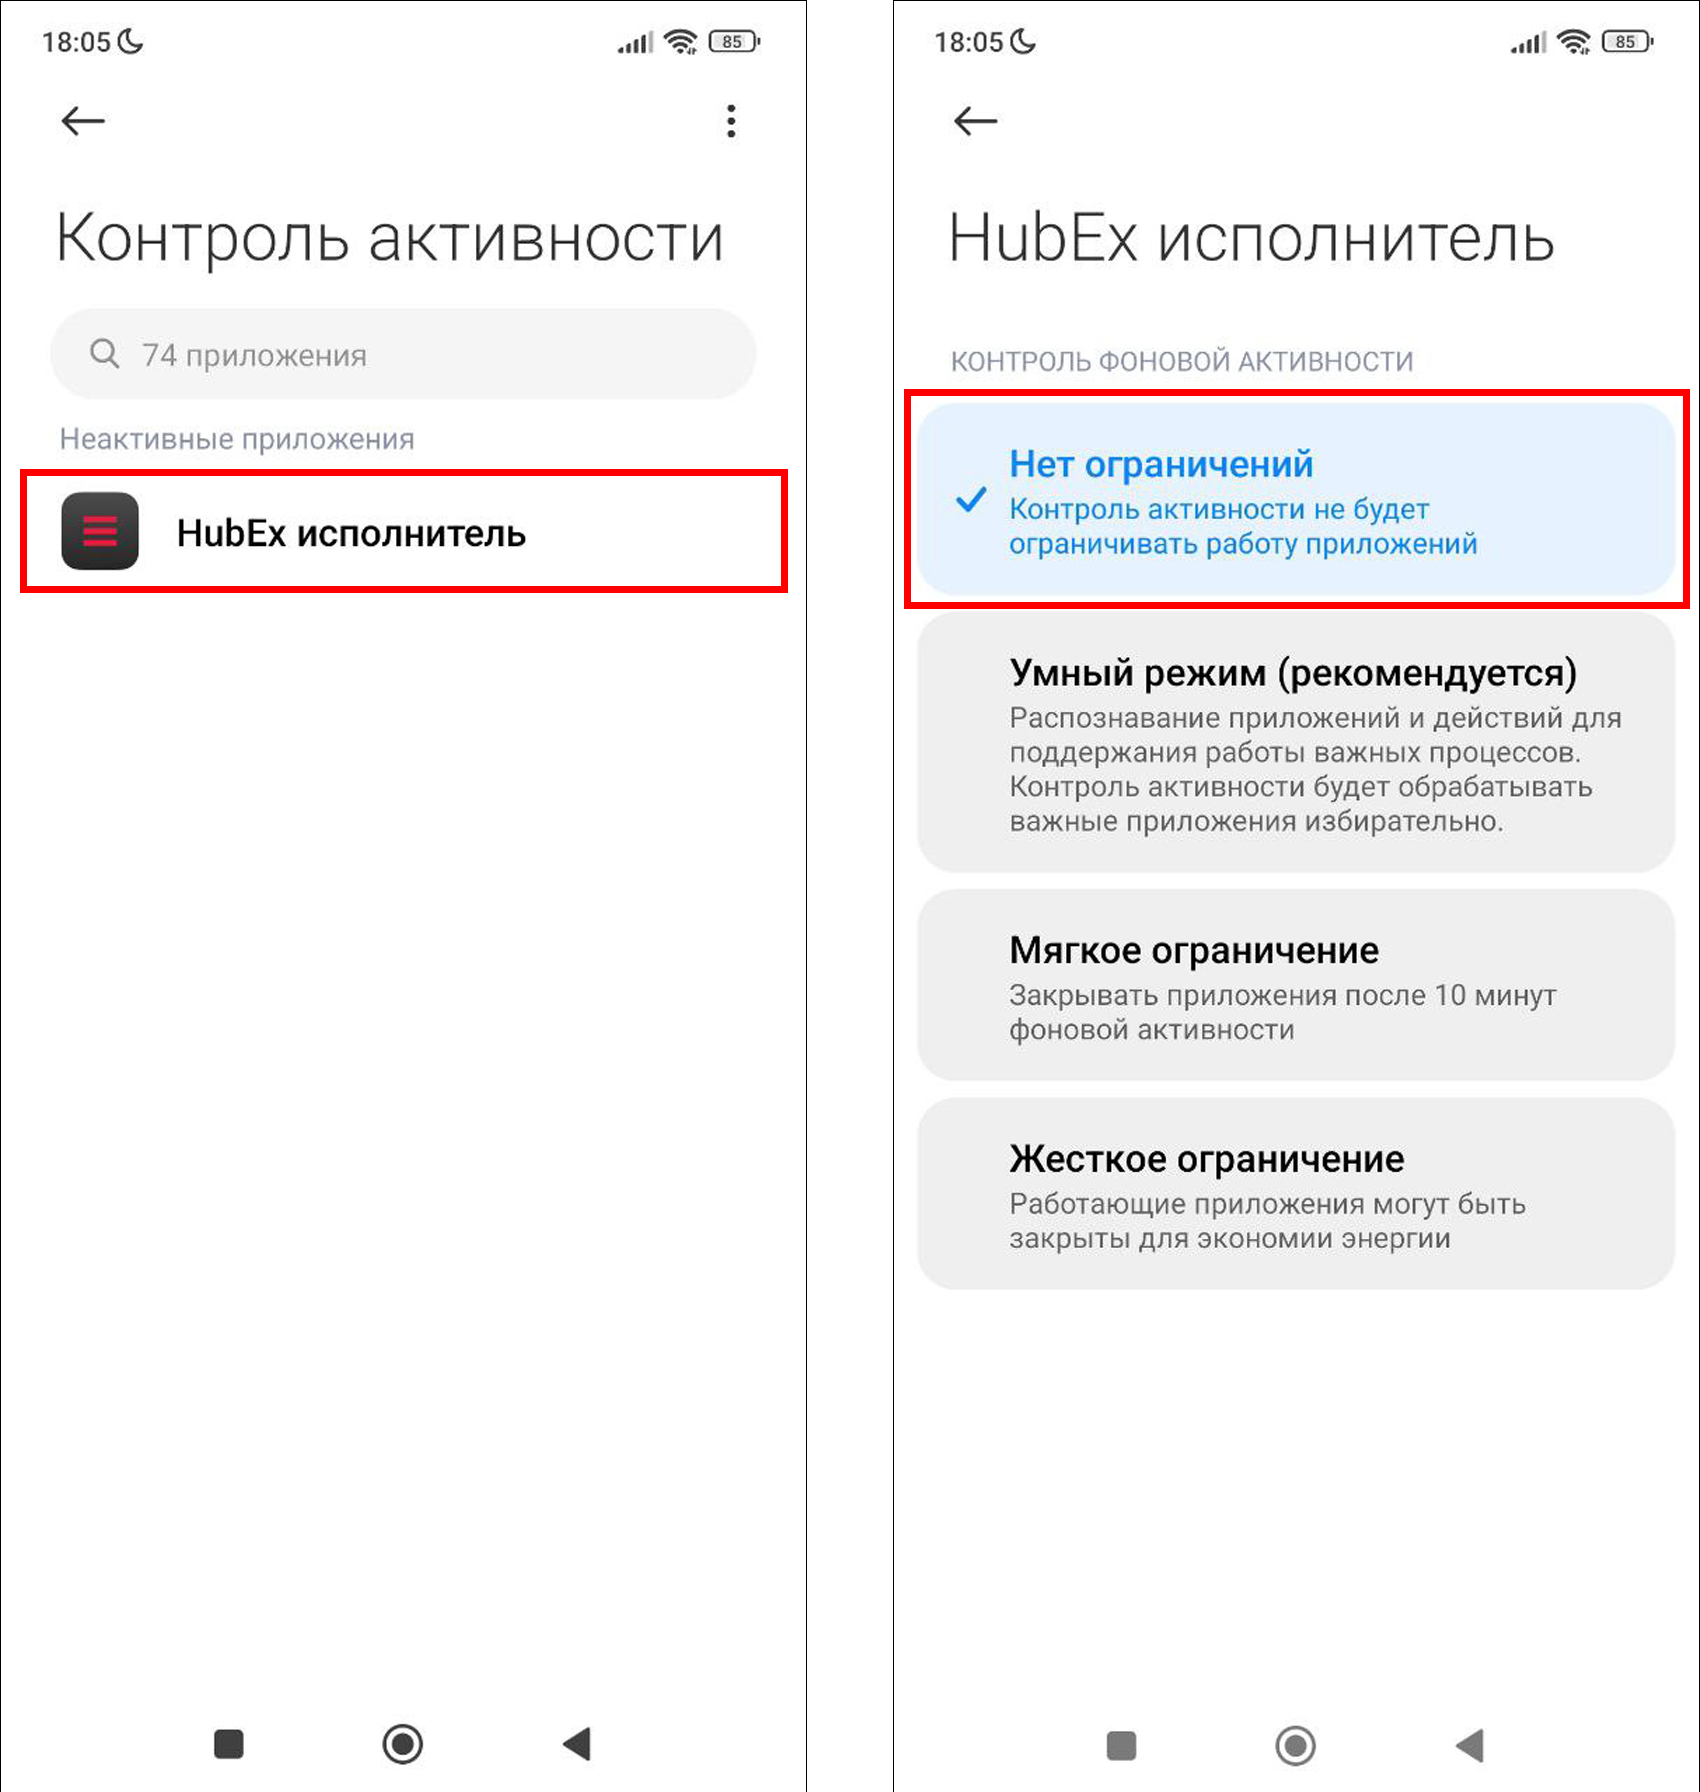 18:05
85
Контроль активности
74 приложения
Неактивные приложения
HubEx исполнитель
18:05
85
HubEx исполнитель
КОНТРОЛЬ ФОНОВОЙ АКТИВНОСТИ
Нет ограничений
Контроль активности не будет
ограничивать работу приложений
Умный режим (рекомендуется)
Распознавание приложений и действий для
поддержания работы важных процессов.
Контроль активности будет обрабатывать
важные приложения избирательно.
Мягкое ограничение
Закрывать приложения после 10 минут
фоновой активности
Жесткое ограничение
Работающие приложения могут быть
закрыты для экономии энергии